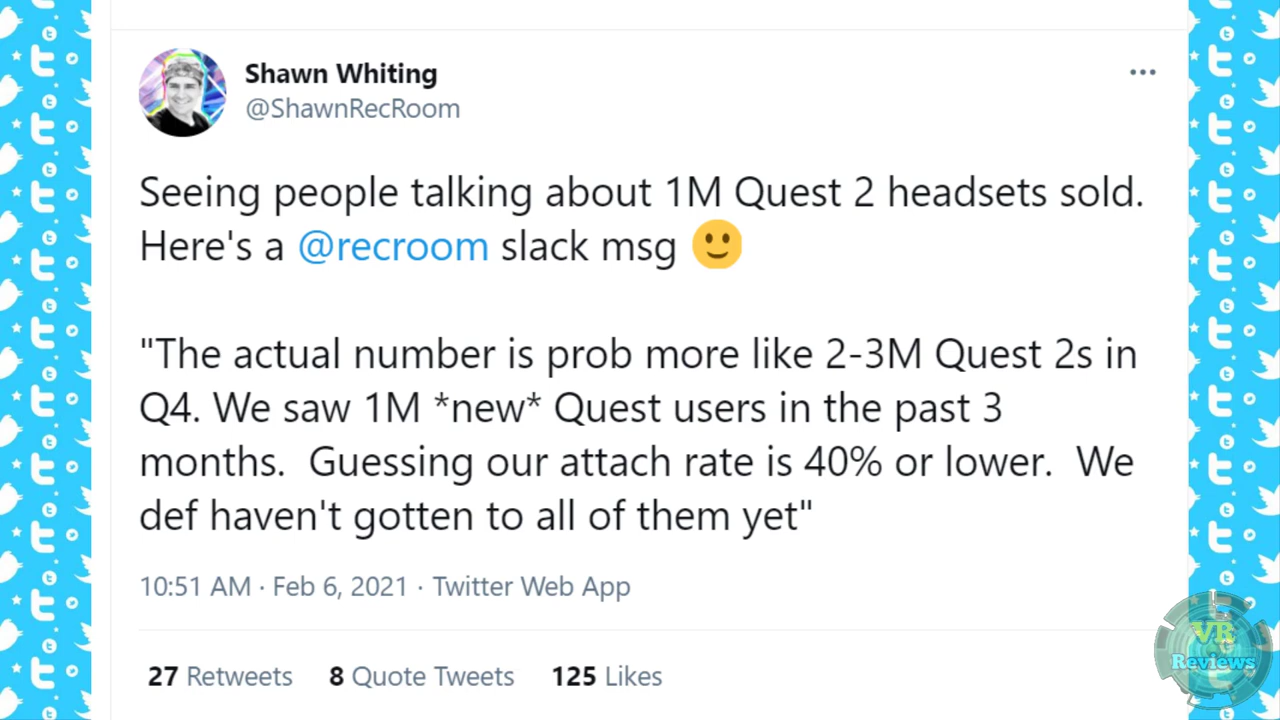 Shawn Whiting
@ShawnRecRoom
Seeing people talking about 1M Quest 2 headsets sold.
Here's a @recroom slack msg 🙂
"The actual number is prob more like 2-3M Quest 2s in
Q4. We saw 1M *new* Quest users in the past 3
months.  Guessing our attach rate is 40% or lower.  We
def haven't gotten to all of them yet"
10:51 AM · Feb 6, 2021 · Twitter Web App
27 Retweets 8 Quote Tweets 125 Likes
VR
Reviews